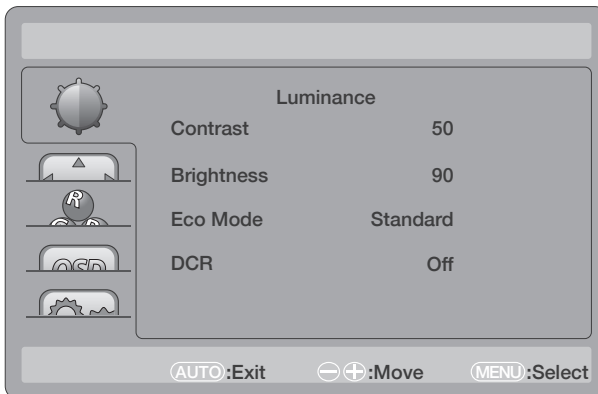 Luminance
Contrast 50
Brightness 90
Eco Mode Standard
DCR Off
R
OSD
AUTO:Exit
:Move
MENU:Select